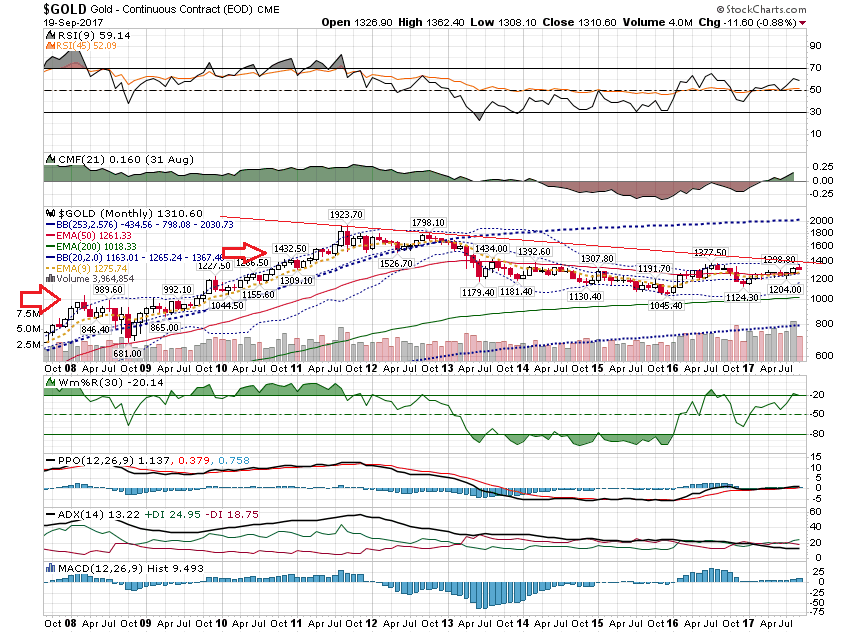 $GOLD Gold - Continuous Contract (EOD) CME
© StockCharts.com
19-Sep-2017
Open 1326.90 High 1362.40 Low 1308.10 Close 1310.60 Volume 4.0M Chg -11.60 (-0.88%)
RSI(9) 59.14
RSI(45) 52.09
90
70
50
30
10
CMF(21) 0.160 (31 Aug)
0.25
0.00
-0.25
$GOLD (Monthly) 1310.60
BB(253,2.576) -434.56 - 798.08 - 2030.73
EMA(50) 1261.33
EMA(200) 1018.33
BB(20,2.0) 1163.01 - 1265.24 - 1367.48
EMA(9) 1275.74
Volume 3,964,854
1923.70
1798.10
1432.50
1266.50
1227.50
1526.70
1434.00
1392.60
1307.80
1377.50
1298.80
1191.70
989.60
992.10
1309.10
1155.60
1044.50
1179.40
1181.40
1130.40
1045.40
1124.30
1204.00
846.40
865.00
681.00
7.5M
5.0M
2.5M
2000
1800
1600
1400
1200
1000
800
600
Oct 08 Apr Jul Oct 09 Apr Jul Oct 10 Apr Jul Oct 11 Apr Jul Oct 12 Apr Jul Oct 13 Apr Jul Oct 14 Apr Jul Oct 15 Apr Jul Oct 16 Apr Jul Oct 17 Apr Jul
Wm%R(30) -20.14
-20
-50
-80
PPO(12,26,9) 1.137, 0.379, 0.758
15
10
5
0
-5
ADX(14) 13.22 +DI 24.95 -DI 18.75
60
40
20
0
MACD(12,26,9) Hist 9.493
25
0
-25
-50
-75
Oct 08 Apr Jul Oct 09 Apr Jul Oct 10 Apr Jul Oct 11 Apr Jul Oct 12 Apr Jul Oct 13 Apr Jul Oct 14 Apr Jul Oct 15 Apr Jul Oct 16 Apr Jul Oct 17 Apr Jul